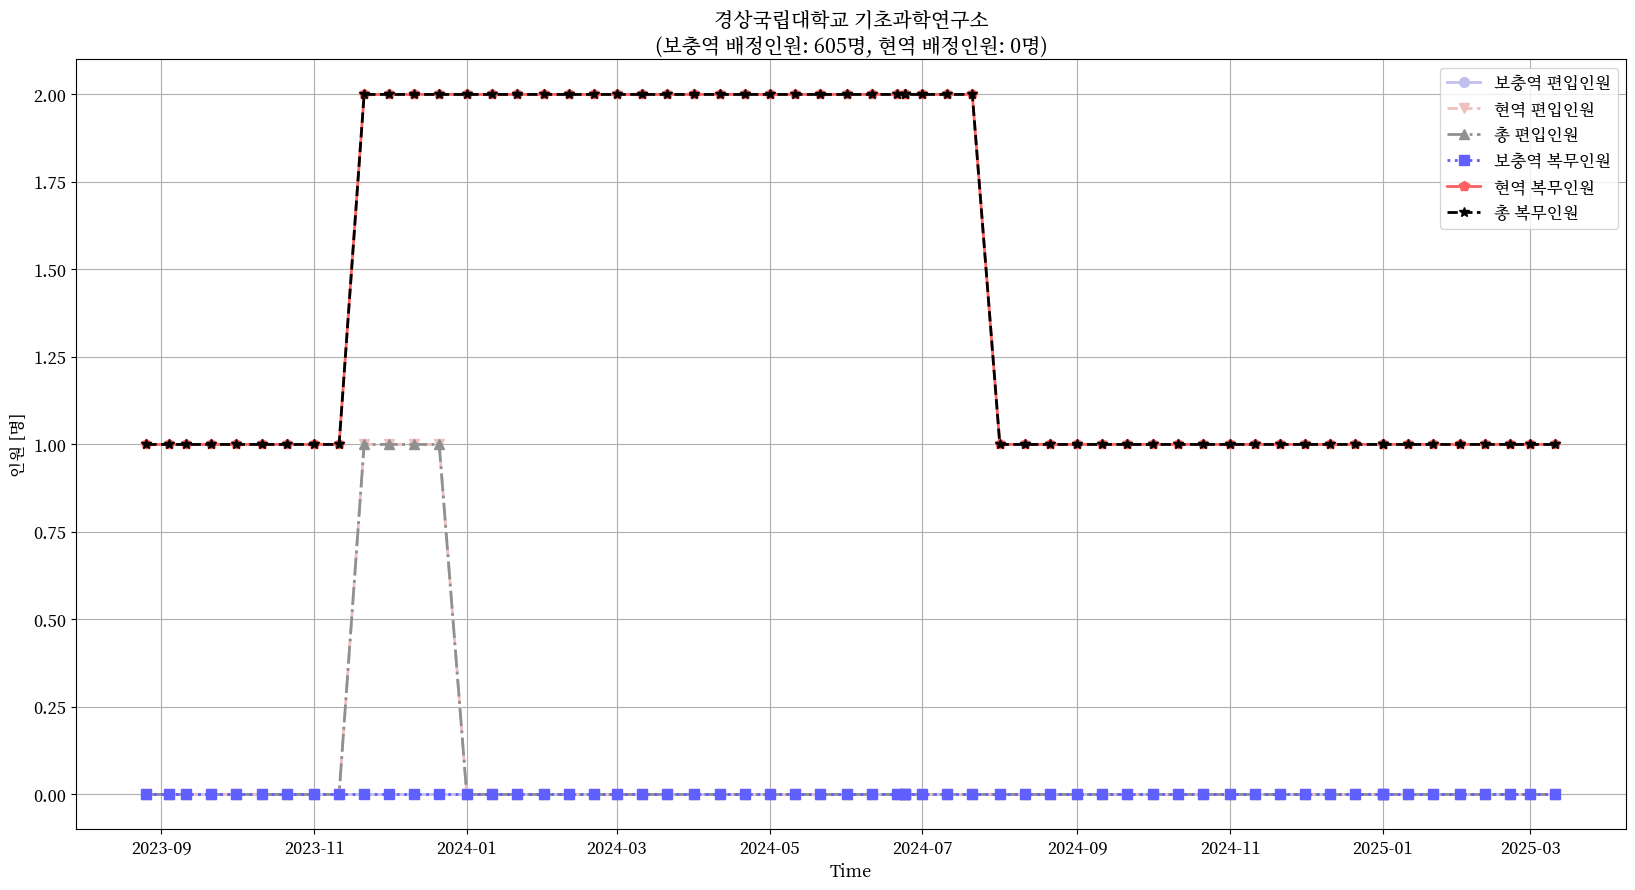 경상국립대학교 기초과학연구소
(보충역 배정인원: 605명, 현역 배정인원: 0명)
보충역 편입인원
현역 편입인원
총 편입인원
보충역 복무인원
현역 복무인원
총 복무인원
2.00
1.75
1.50
1.25
1.00
0.75
0.50
0.25
0.00
인원 [명]
2023-09
2023-11
2024-01
2024-03
2024-05
2024-07
2024-09
2024-11
2025-01
2025-03
Time